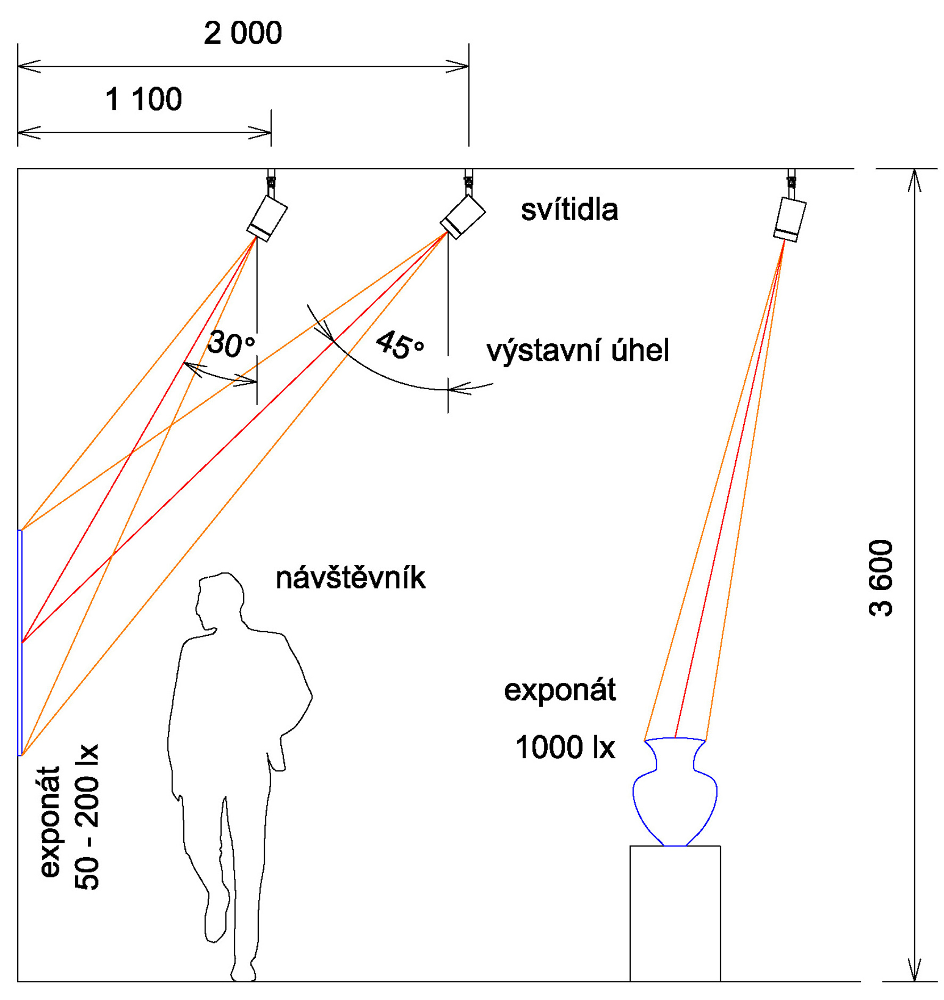 2 000
1 100
svítidla
30°
45°
výstavní úhel
návštěvník
3 600
exponát
1000 lx
exponát
50 - 200 lx